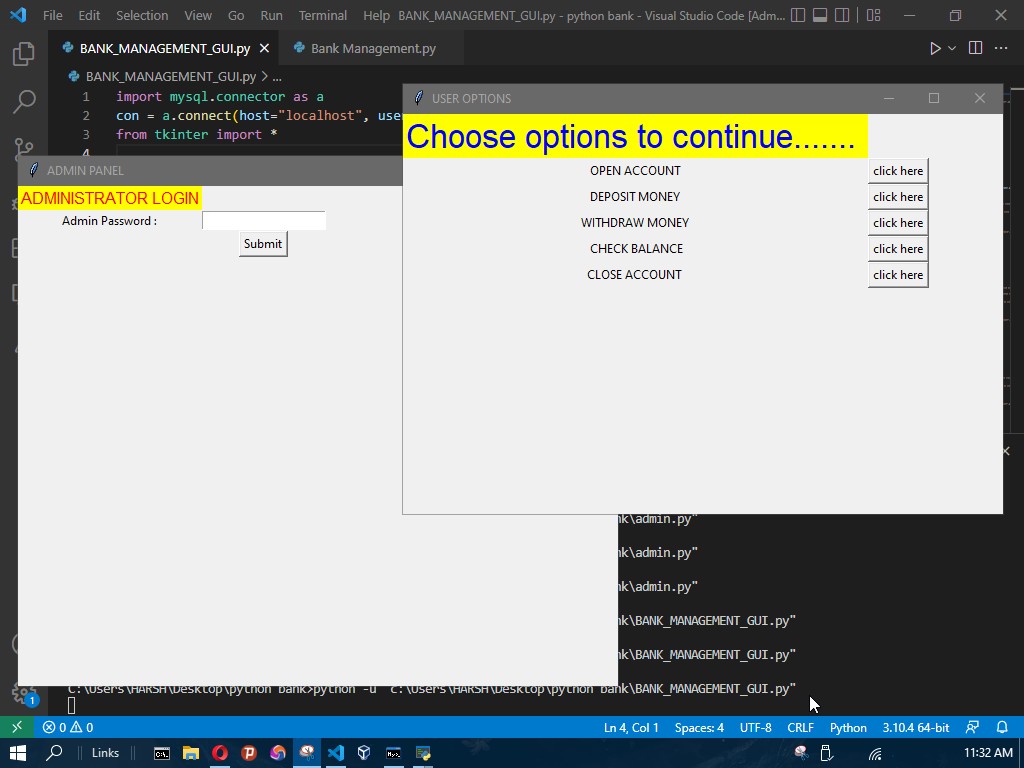 File Edit Selection View Go Run Terminal Help BANK_MANAGEMENT_GUI.py - python bank - Visual Studio Code [Adm...
BANK_MANAGEMENT_GUI.py Bank Management.py
BANK_MANAGEMENT_GUI.py > ...
1 import mysql.connector as a
2 con = a.connect(host="localhost", user
3 from tkinter import *
4
USER OPTIONS
Choose options to continue.......
OPEN ACCOUNT click here
DEPOSIT MONEY click here
WITHDRAW MONEY click here
CHECK BALANCE click here
CLOSE ACCOUNT click here
ADMIN PANEL
ADMINISTRATOR LOGIN
Admin Password :
Submit
nk\admin.py"
nk\admin.py"
nk\admin.py"
nk\BANK_MANAGEMENT_GUI.py"
nk\BANK_MANAGEMENT_GUI.py"
C:\Users\HARSH\Desktop\python bank>python -u "c:\Users\HARSH\Desktop\python bank\BANK_MANAGEMENT_GUI.py"
1
0 0 Ln 4, Col 1 Spaces: 4 UTF-8 CRLF Python 3.10.4 64-bit
Links 11:32 AM